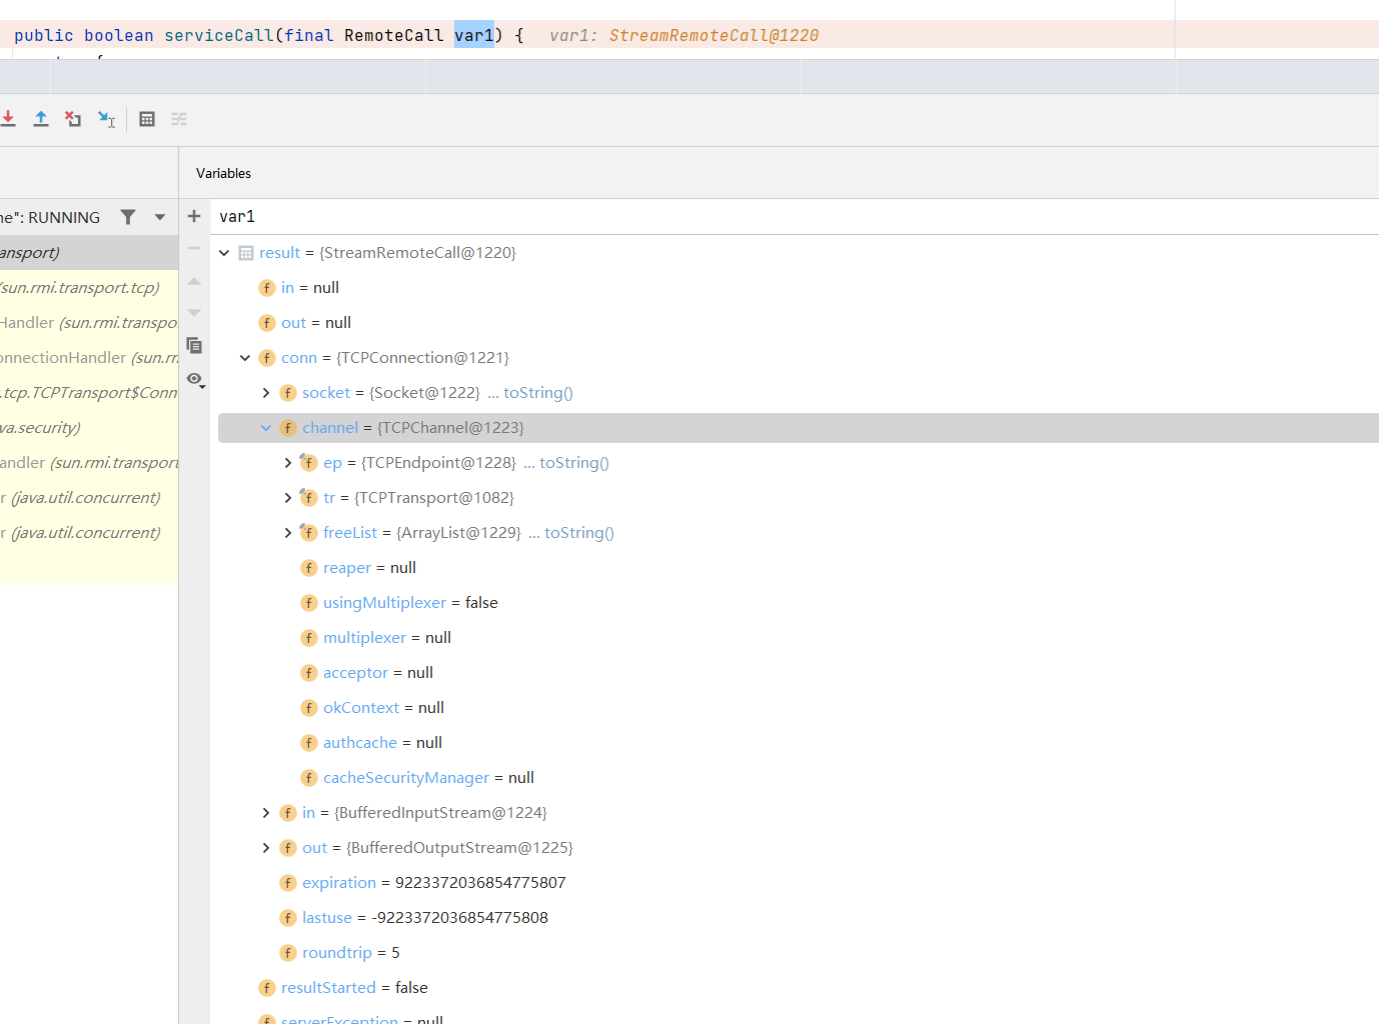 public boolean serviceCall(final RemoteCall var1) { var1: StreamRemoteCall@1220
Variables
ne": RUNNING
var1
ansport)
result = {StreamRemoteCall@1220}
(sun.rmi.transport.tcp)
in = null
Handler (sun.rmi.transpo
out = null
onnectionHandler (sun.rm
conn = {TCPConnection@1221}
.tcp.TCPTransport$Conn
socket = {Socket@1222} ... toString()
va.security)
channel = {TCPChannel@1223}
andler (sun.rmi.transport
ep = {TCPEndpoint@1228} ... toString()
r (java.util.concurrent)
tr = {TCPTransport@1082}
r (java.util.concurrent)
freeList = {ArrayList@1229} ... toString()
reaper = null
usingMultiplexer = false
multiplexer = null
acceptor = null
okContext = null
authcache = null
cacheSecurityManager = null
in = {BufferedInputStream@1224}
out = {BufferedOutputStream@1225}
expiration = 9223372036854775807
lastuse = -9223372036854775808
roundtrip = 5
resultStarted = false
serverException = null